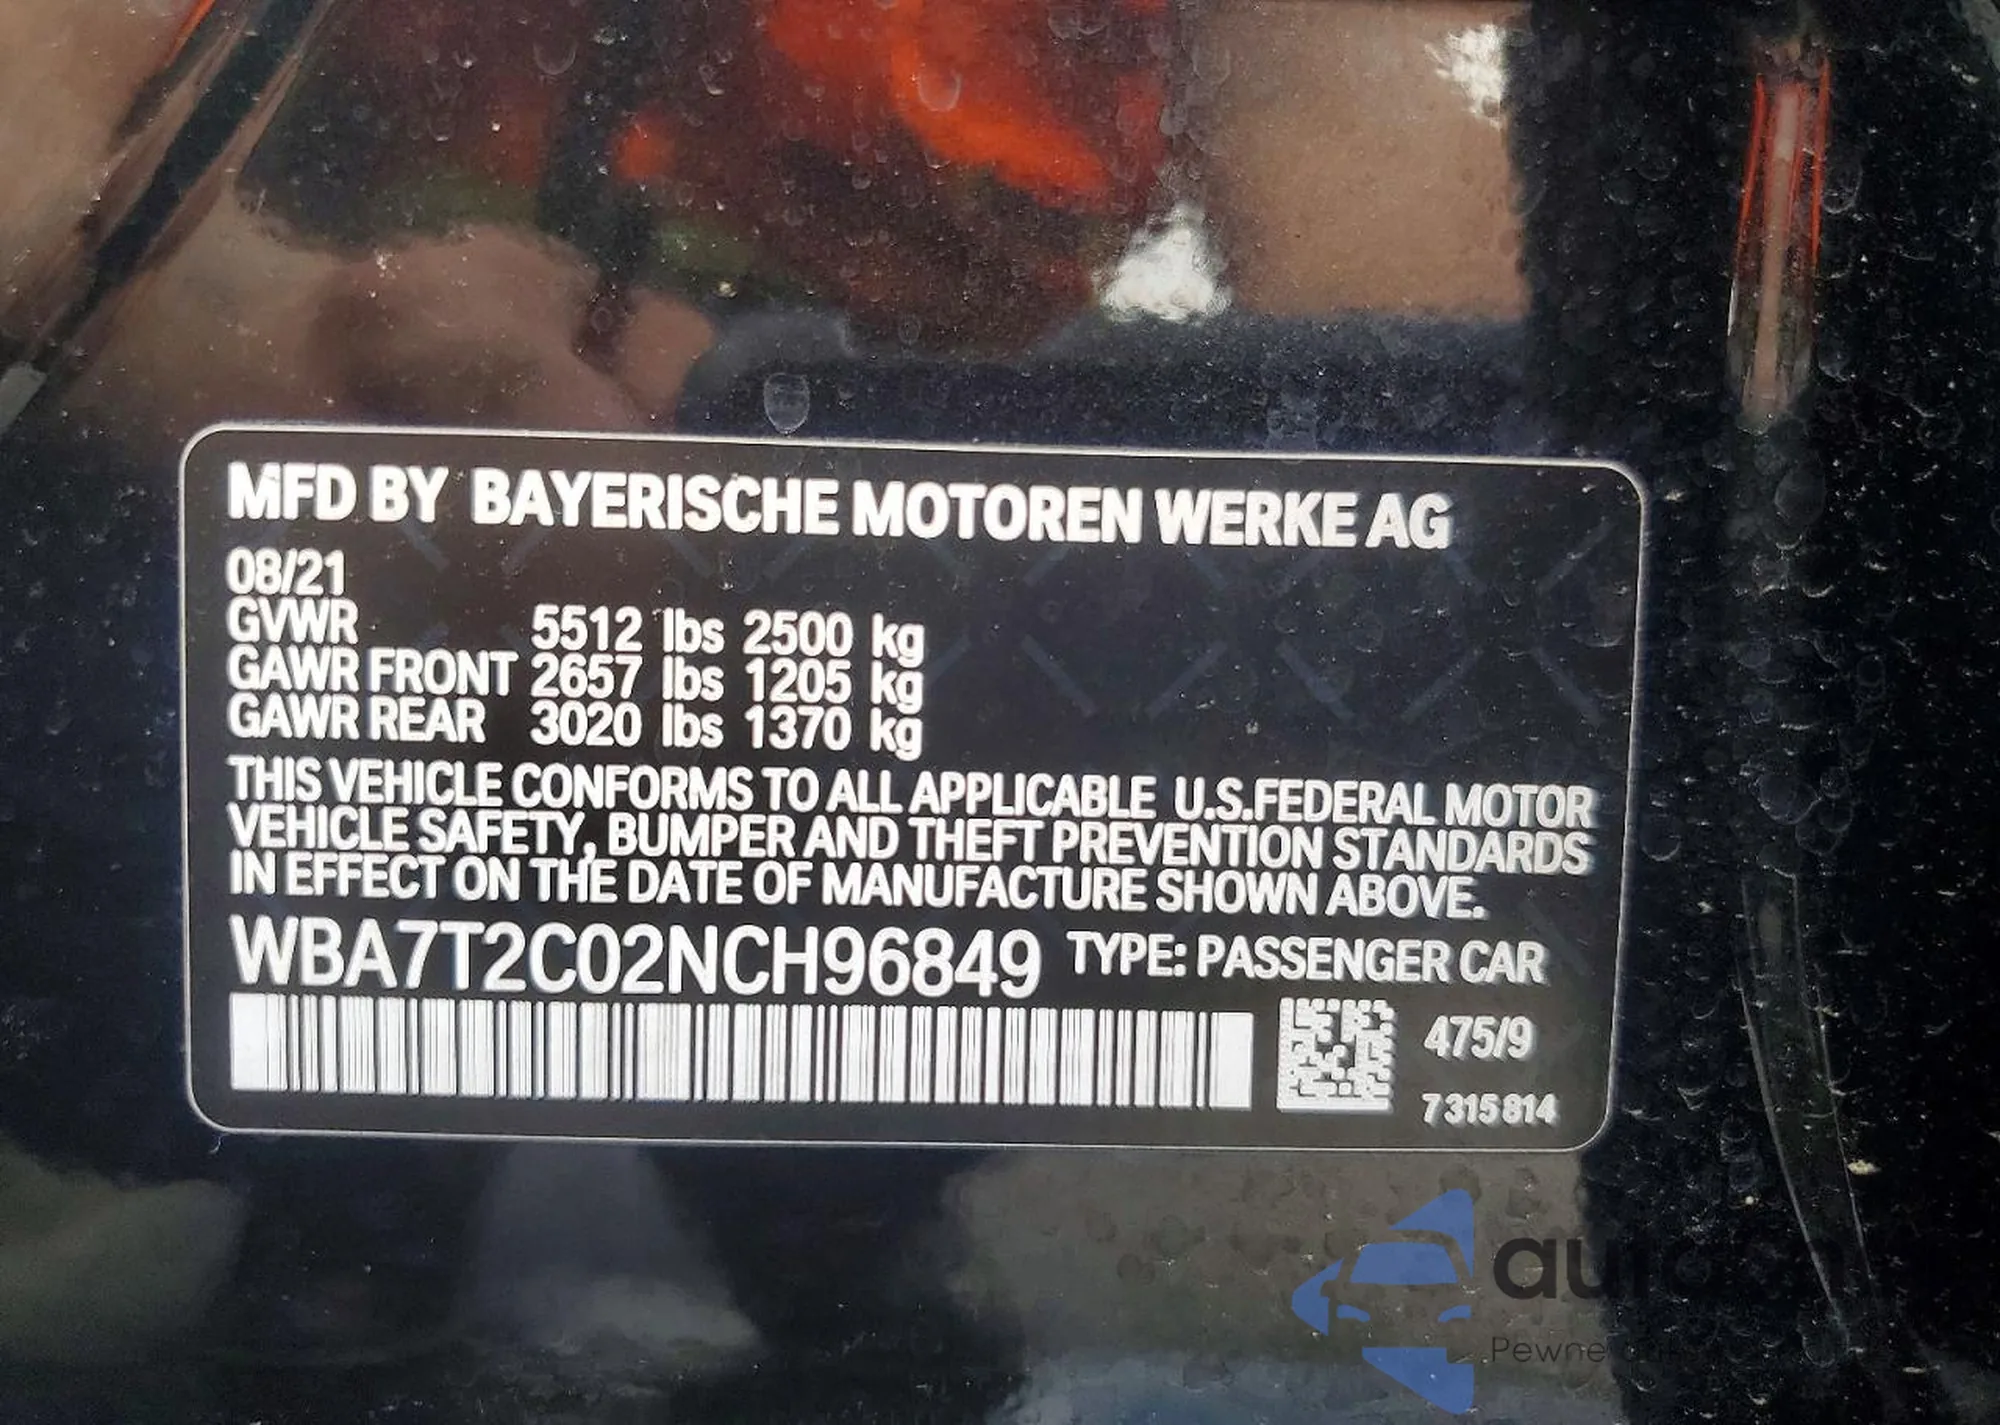 MFD BY BAYERISCHE MOTOREN WERKE AG
08/21
GVWR 5512 lbs 2500 kg
GAWR FRONT 2657 lbs 1205 kg
GAWR REAR 3020 lbs 1370 kg
THIS VEHICLE CONFORMS TO ALL APPLICABLE U.S.FEDERAL MOTOR
VEHICLE SAFETY, BUMPER AND THEFT PREVENTION STANDARDS
IN EFFECT ON THE DATE OF MANUFACTURE SHOWN ABOVE.
WBA7T2C02NCH96849 TYPE: PASSENGER CAR
475/9
7315814
Pewne